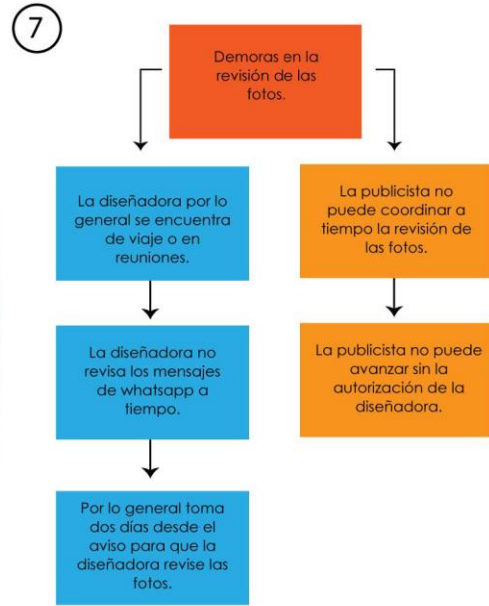 7
Demoras en la
revisión de las
fotos.
La diseñadora por lo
general se encuentra
de viaje o en
reuniones.
La diseñadora no
revisa los mensajes
de whatsapp a
tiempo.
Por lo general toma
dos días desde el
aviso para que la
diseñadora revise las
fotos.
La publicista no
puede coordinar a
tiempo la revisión de
las fotos.
La publicista no puede
avanzar sin la
autorización de la
diseñadora.